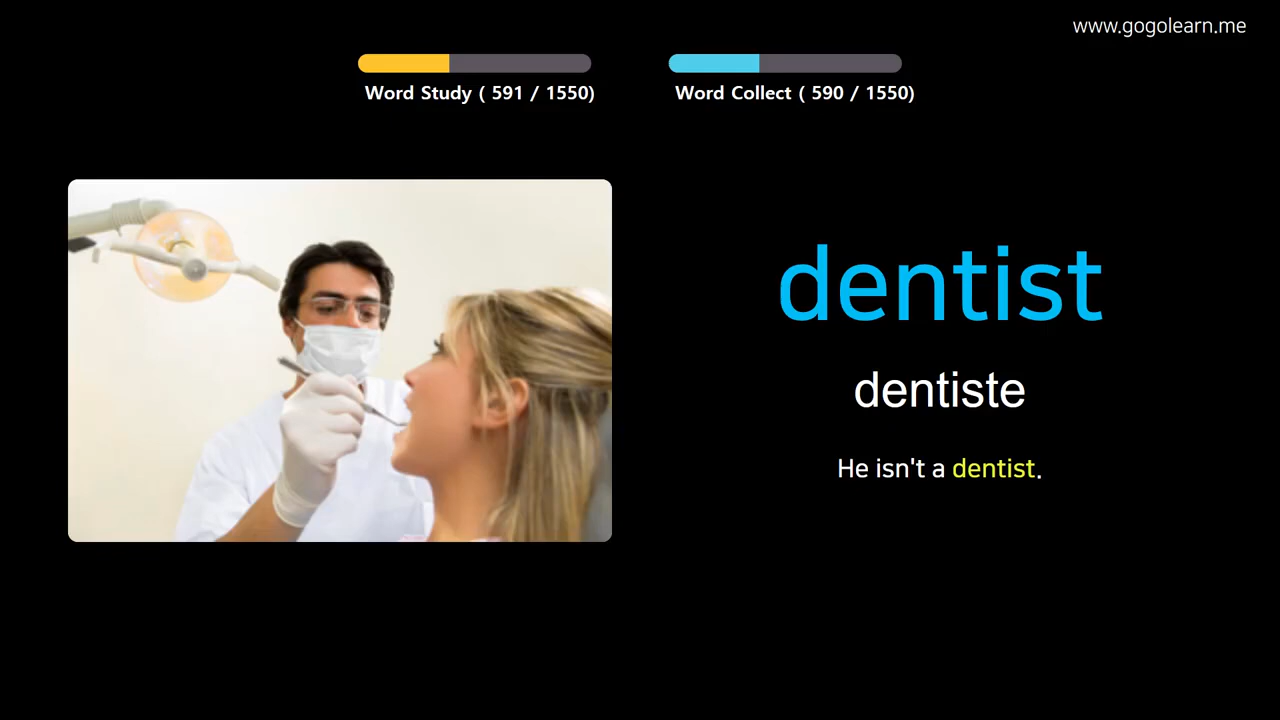 www.gogolearn.me
Word Study ( 591 / 1550)
Word Collect ( 590 / 1550)
dentist
dentiste
He isn't a dentist.